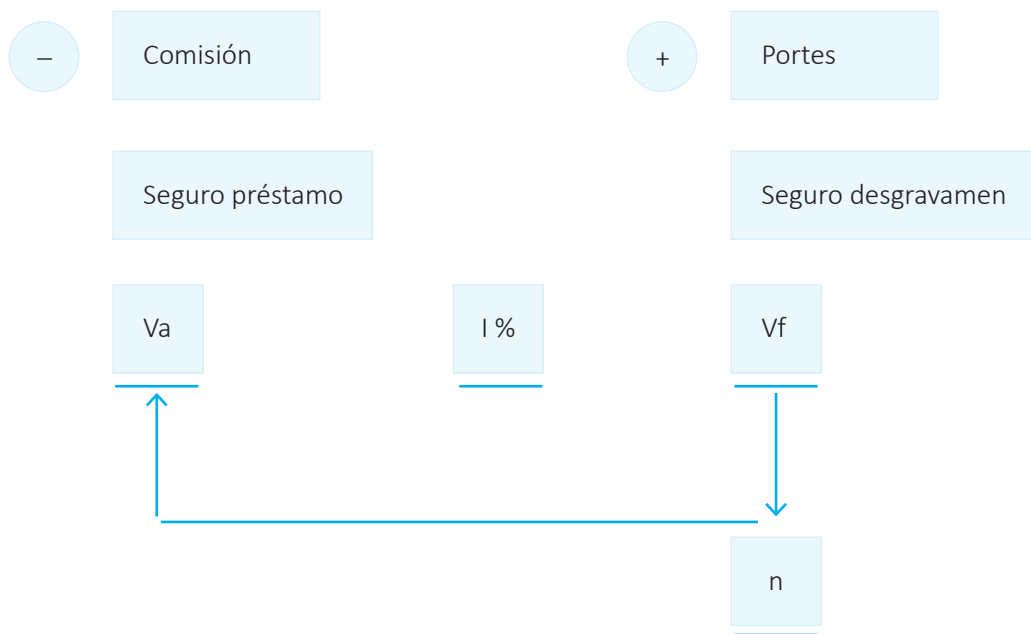 – Comisión + Portes
Seguro préstamo Seguro desgravamen
Va I % Vf
n